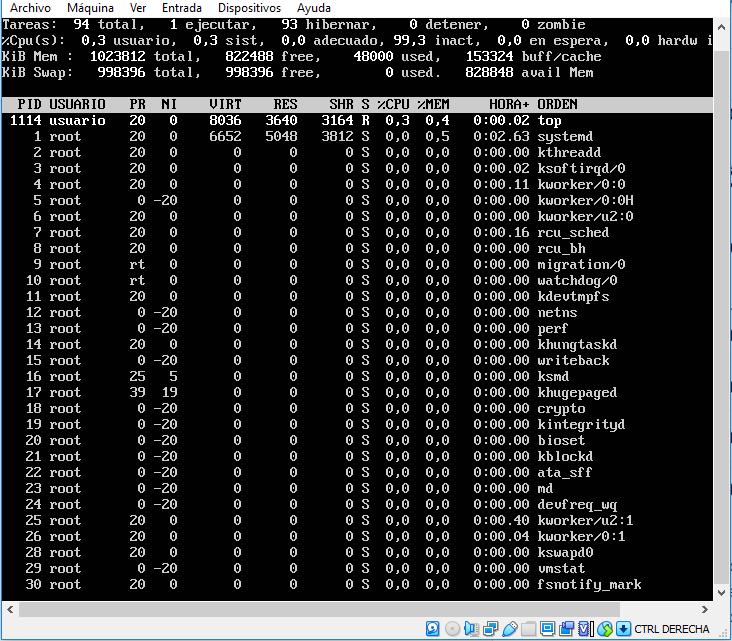 Archivo Máquina Ver Entrada Dispositivos Ayuda
Tareas: 94 total, 1 ejecutar, 93 hibernar, 0 detener, 0 zombie
%Cpu(s): 0,3 usuario, 0,3 sist, 0,0 adecuado, 99,3 inact, 0,0 en espera, 0,0 hardw i
KiB Mem : 1023812 total, 822488 free, 48000 used, 153324 buff/cache
KiB Swap: 998396 total, 998396 free, 0 used. 828848 avail Mem
PID USUARIO PR NI VIRT RES SHR S %CPU %MEM HORA+ ORDEN
1114 usuario 20 0 8036 3640 3164 R 0,3 0,4 0:00.02 top
1 root 20 0 6652 5048 3812 S 0,0 0,5 0:02.63 systemd
2 root 20 0 0 0 0 S 0,0 0,0 0:00.00 kthreadd
3 root 20 0 0 0 0 S 0,0 0,0 0:00.02 ksoftirqd/0
4 root 20 0 0 0 0 S 0,0 0,0 0:00.11 kworker/0:0
5 root 0 -20 0 0 0 S 0,0 0,0 0:00.00 kworker/0:0H
6 root 20 0 0 0 0 S 0,0 0,0 0:00.00 kworker/u2:0
7 root 20 0 0 0 0 S 0,0 0,0 0:00.16 rcu_sched
8 root 20 0 0 0 0 S 0,0 0,0 0:00.00 rcu_bh
9 root rt 0 0 0 0 S 0,0 0,0 0:00.00 migration/0
10 root rt 0 0 0 0 S 0,0 0,0 0:00.00 watchdog/0
11 root 20 0 0 0 0 S 0,0 0,0 0:00.00 kdevtmpfs
12 root 0 -20 0 0 0 S 0,0 0,0 0:00.00 netns
13 root 0 -20 0 0 0 S 0,0 0,0 0:00.00 perf
14 root 20 0 0 0 0 S 0,0 0,0 0:00.00 khungtaskd
15 root 0 -20 0 0 0 S 0,0 0,0 0:00.00 writeback
16 root 25 5 0 0 0 S 0,0 0,0 0:00.00 ksmd
17 root 39 19 0 0 0 S 0,0 0,0 0:00.00 khugepaged
18 root 0 -20 0 0 0 S 0,0 0,0 0:00.00 crypto
19 root 0 -20 0 0 0 S 0,0 0,0 0:00.00 kintegrityd
20 root 0 -20 0 0 0 S 0,0 0,0 0:00.00 bioset
21 root 0 -20 0 0 0 S 0,0 0,0 0:00.00 kblockd
22 root 0 -20 0 0 0 S 0,0 0,0 0:00.00 ata_sff
23 root 0 -20 0 0 0 S 0,0 0,0 0:00.00 md
24 root 0 -20 0 0 0 S 0,0 0,0 0:00.00 devfreq_wq
25 root 20 0 0 0 0 S 0,0 0,0 0:00.40 kworker/u2:1
26 root 20 0 0 0 0 S 0,0 0,0 0:00.04 kworker/0:1
28 root 20 0 0 0 0 S 0,0 0,0 0:00.00 kswapd0
29 root 0 -20 0 0 0 S 0,0 0,0 0:00.00 vmstat
30 root 20 0 0 0 0 S 0,0 0,0 0:00.00 fsnotify_mark
CTRL DERECHA